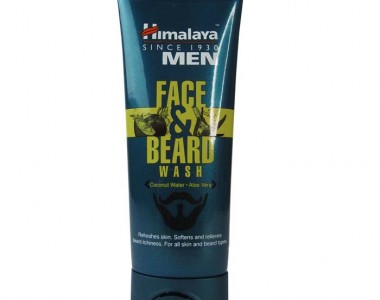 Himalaya
SINCE 1930
MEN
FACE
&
BEARD
WASH
Coconut Water • Aloe Vera
Refreshes skin. Softens and relieves
beard itchiness. For all skin and beard types.